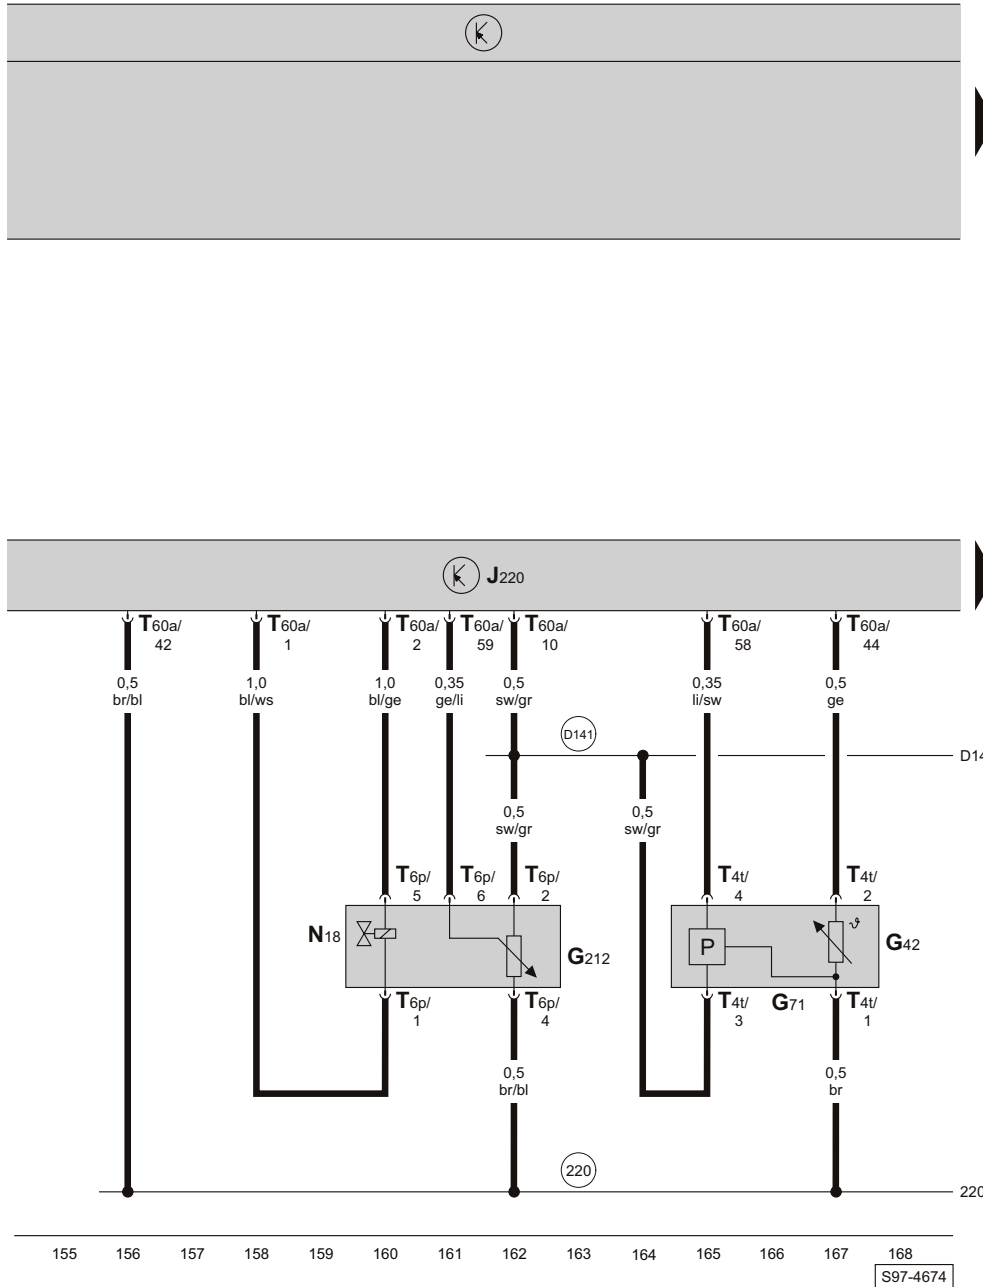 J220
T60a/ T60a/ T60a/ T60a/ T60a/ T60a/ T60a/
42 1 2 59 10 58 44
0,5 1,0 1,0 0,35 0,5 0,35 0,5
br/bl bl/ws bl/ge ge/li sw/gr li/sw ge
D141
D14
0,5 0,5
sw/gr sw/gr
T6p/ T6p/ T6p/ T4t/ T4t/
5 6 2 4 2
N18 P ϑ G42
G212
T6p/ T6p/ T4t/ G71 T4t/
1 4 3 1
0,5 0,5
br/bl br
220
220
155 156 157 158 159 160 161 162 163 164 165 166 167 168
S97-4674